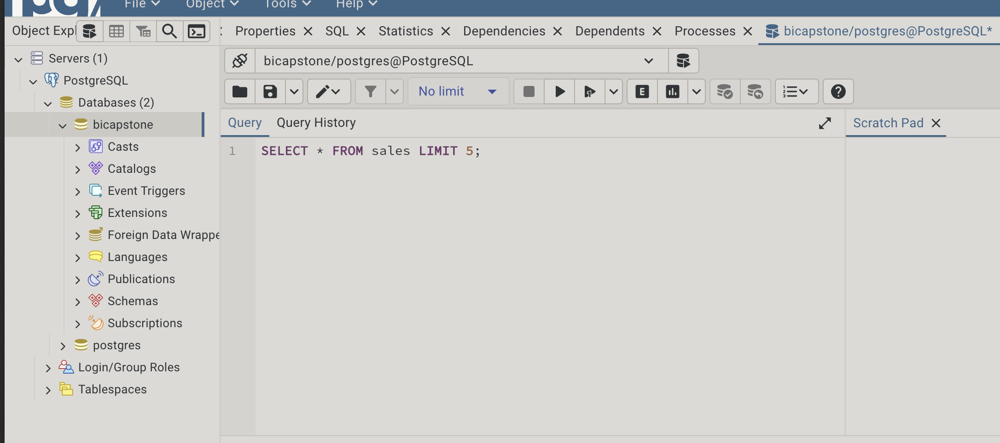 File Object Tools Help
Object Expl
Properties SQL Statistics Dependencies Dependents Processes bicapstone/postgres@PostgreSQL*
Servers (1)
bicapstone/postgres@PostgreSQL
PostgreSQL
No limit
Databases (2)
Query Query History Scratch Pad
bicapstone
1 SELECT * FROM sales LIMIT 5;
Casts
Catalogs
Event Triggers
Extensions
Foreign Data Wrappe
Languages
Publications
Schemas
Subscriptions
postgres
Login/Group Roles
Tablespaces